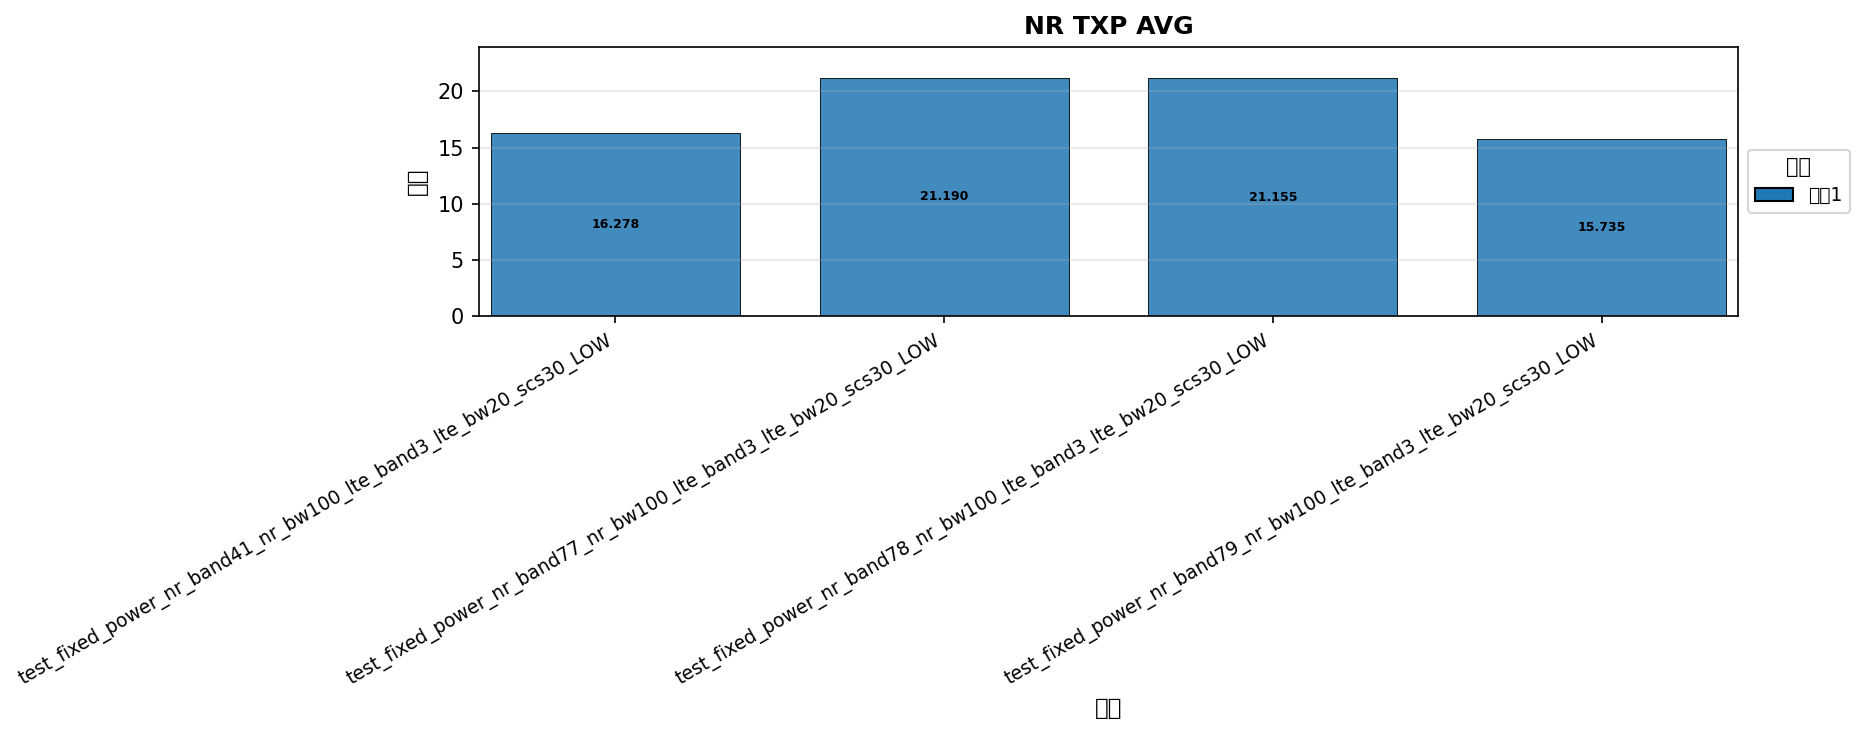 NR TXP AVG
20
15
10
5
0
16.278
21.190
21.155
15.735
1
test_fixed_power_nr_band41_nr_bw100_lte_band3_lte_bw20_scs30_LOW
test_fixed_power_nr_band77_nr_bw100_lte_band3_lte_bw20_scs30_LOW
test_fixed_power_nr_band78_nr_bw100_lte_band3_lte_bw20_scs30_LOW
test_fixed_power_nr_band79_nr_bw100_lte_band3_lte_bw20_scs30_LOW